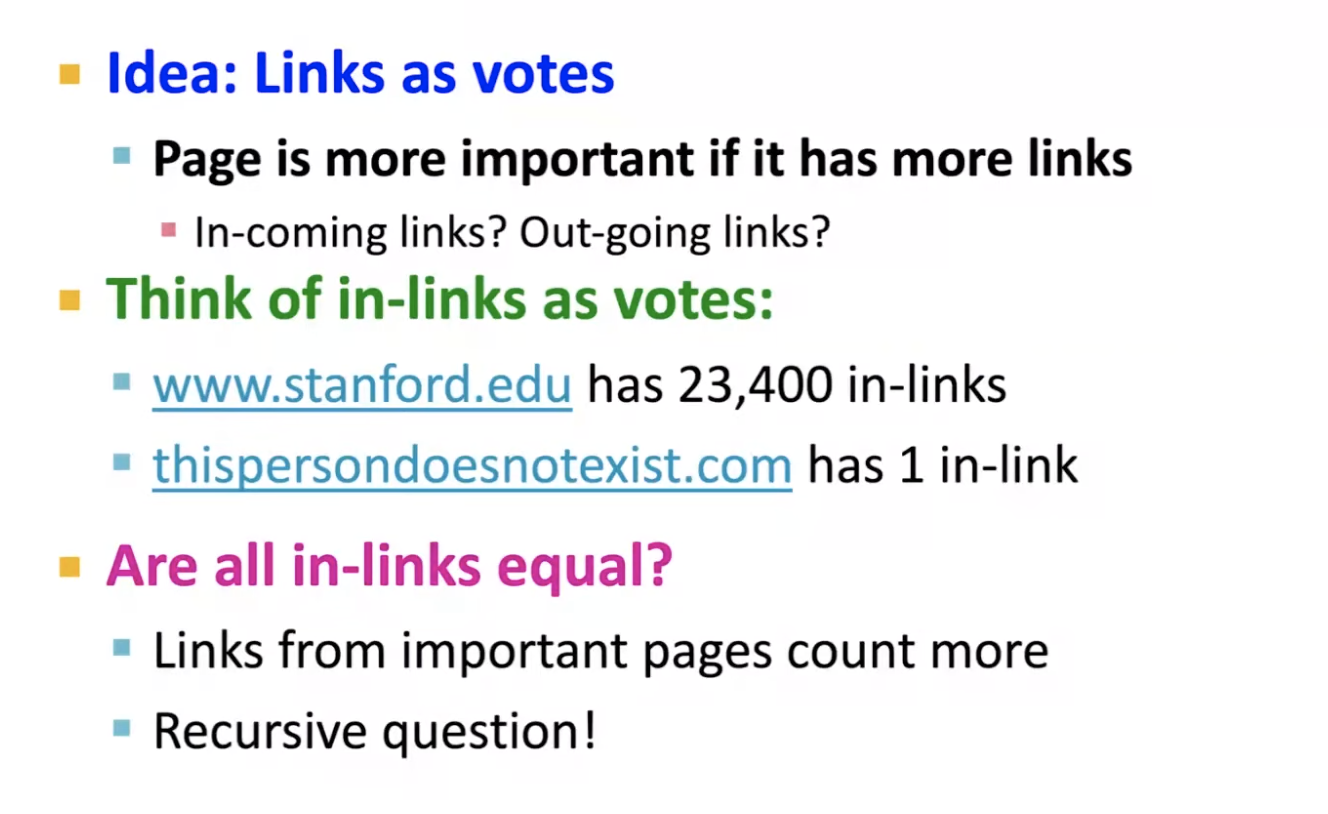 Idea: Links as votes
Page is more important if it has more links
In-coming links? Out-going links?
Think of in-links as votes:
www.stanford.edu has 23,400 in-links
thispersondoesnotexist.com has 1 in-link
Are all in-links equal?
Links from important pages count more
Recursive question!